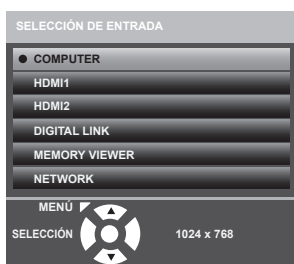 SELECCIÓN DE ENTRADA
COMPUTER
HDMI1
HDMI2
DIGITAL LINK
MEMORY VIEWER
NETWORK
MENÚ
SELECCIÓN 1024 x 768